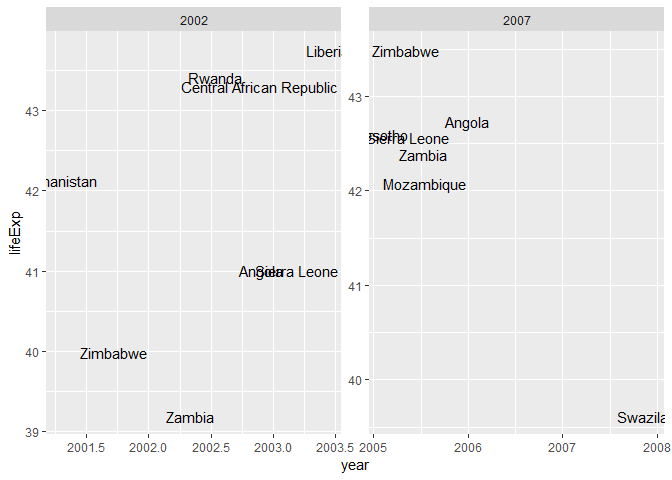 2002
2007
Liberi
Rwanda
Central African Republic
hanistan
Angola
Sierra Leone
Zimbabwe
Zambia
Zimbabwe
Angola
esotho
Sierra Leone
Zambia
Mozambique
Swazila
lifeExp
43
42
41
40
39
43
42
41
40
2001.5 2002.0 2002.5 2003.0 2003.5
2005 2006 2007 2008
year